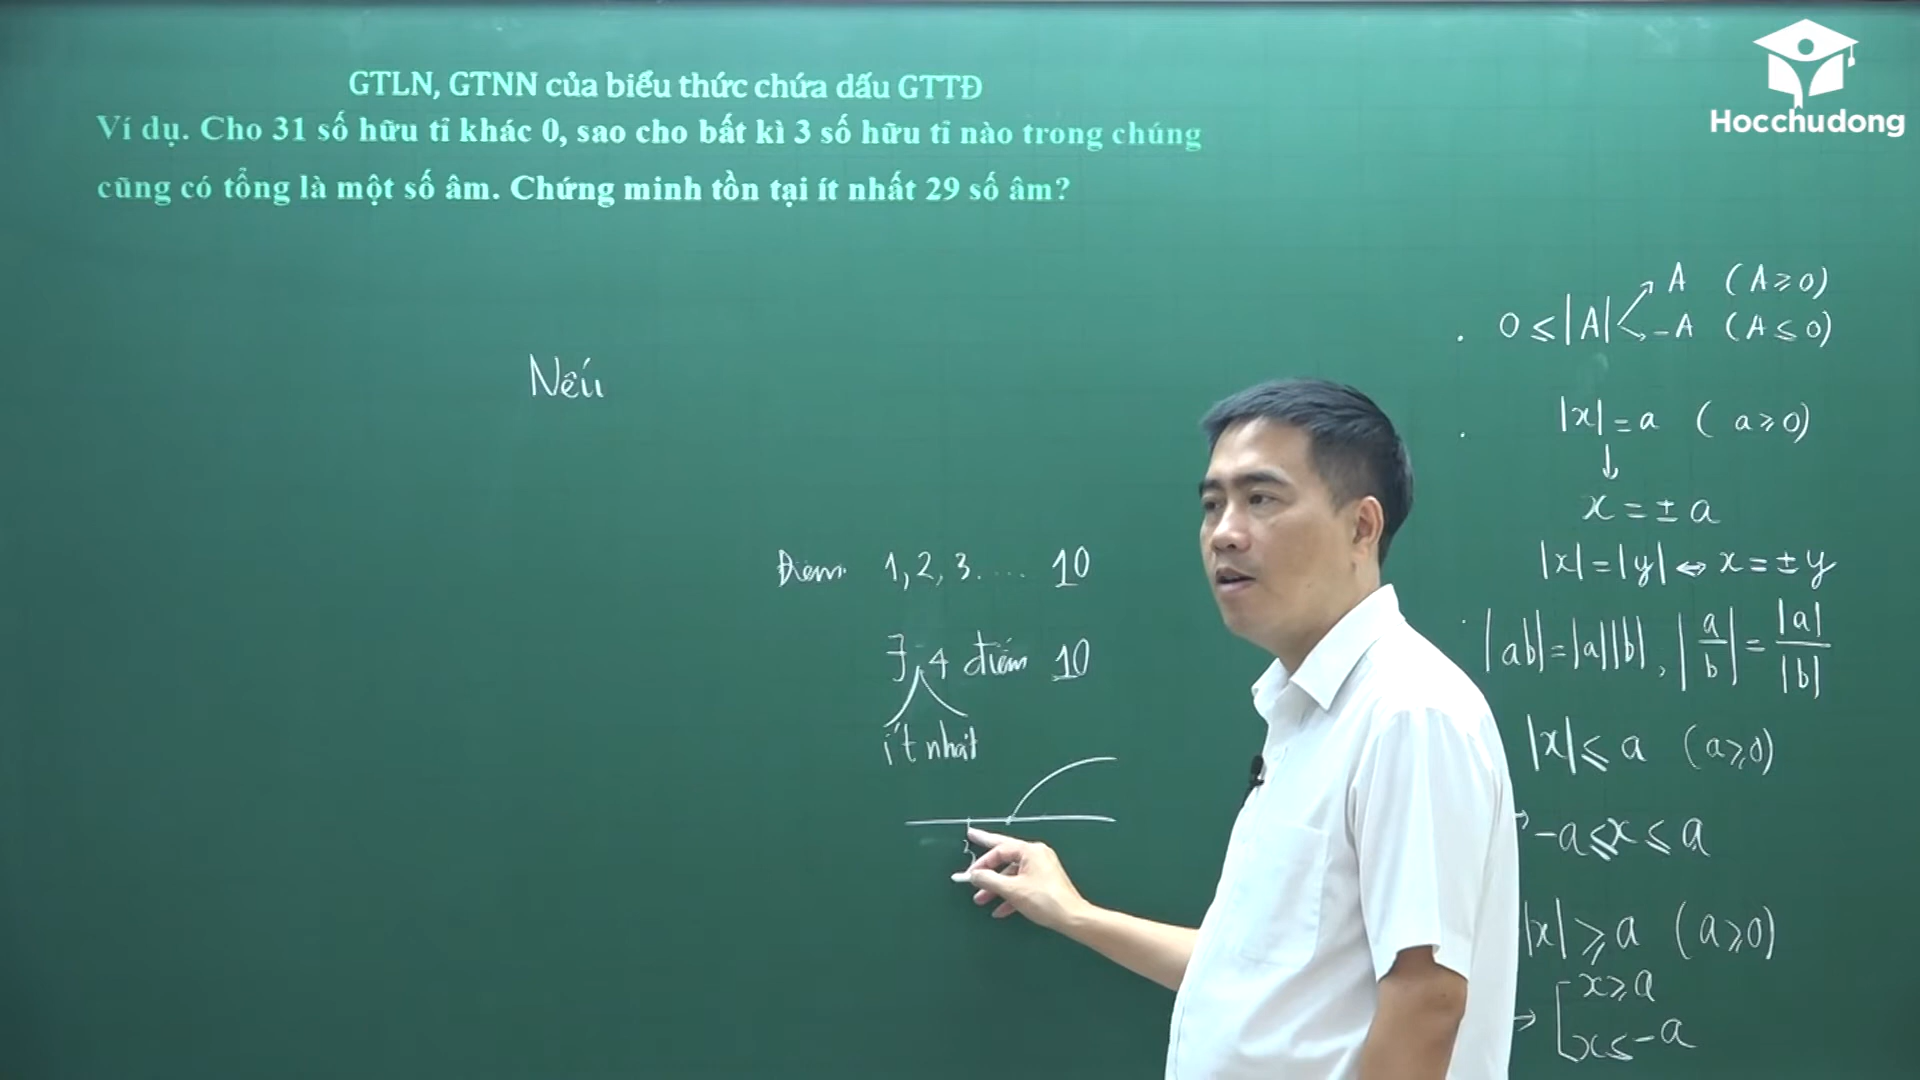 Hocchudong
GTLN, GTNN của biểu thức chứa dấu GTTĐ
Ví dụ. Cho 31 số hữu tỉ khác 0, sao cho bất kì 3 số hữu tỉ nào trong chúng
cũng có tổng là một số âm. Chứng minh tồn tại ít nhất 29 số âm?
Nếu
Điểm 1, 2, 3. ... 10
∃ 4 điểm 10
ít nhất
3
0 ≤ |A|
A (A ≥ 0)
-A (A ≤ 0)
|x| = a (a ≥ 0)
↓
x = ± a
|x| = |y| ↔ x = ± y
|ab| = |a||b|, |a/b| = |a|/|b|
|x| ≤ a (a ≥ 0)
→ -a ≤ x ≤ a
|x| ≥ a (a ≥ 0)
→ [ x ≥ a
x ≤ -a